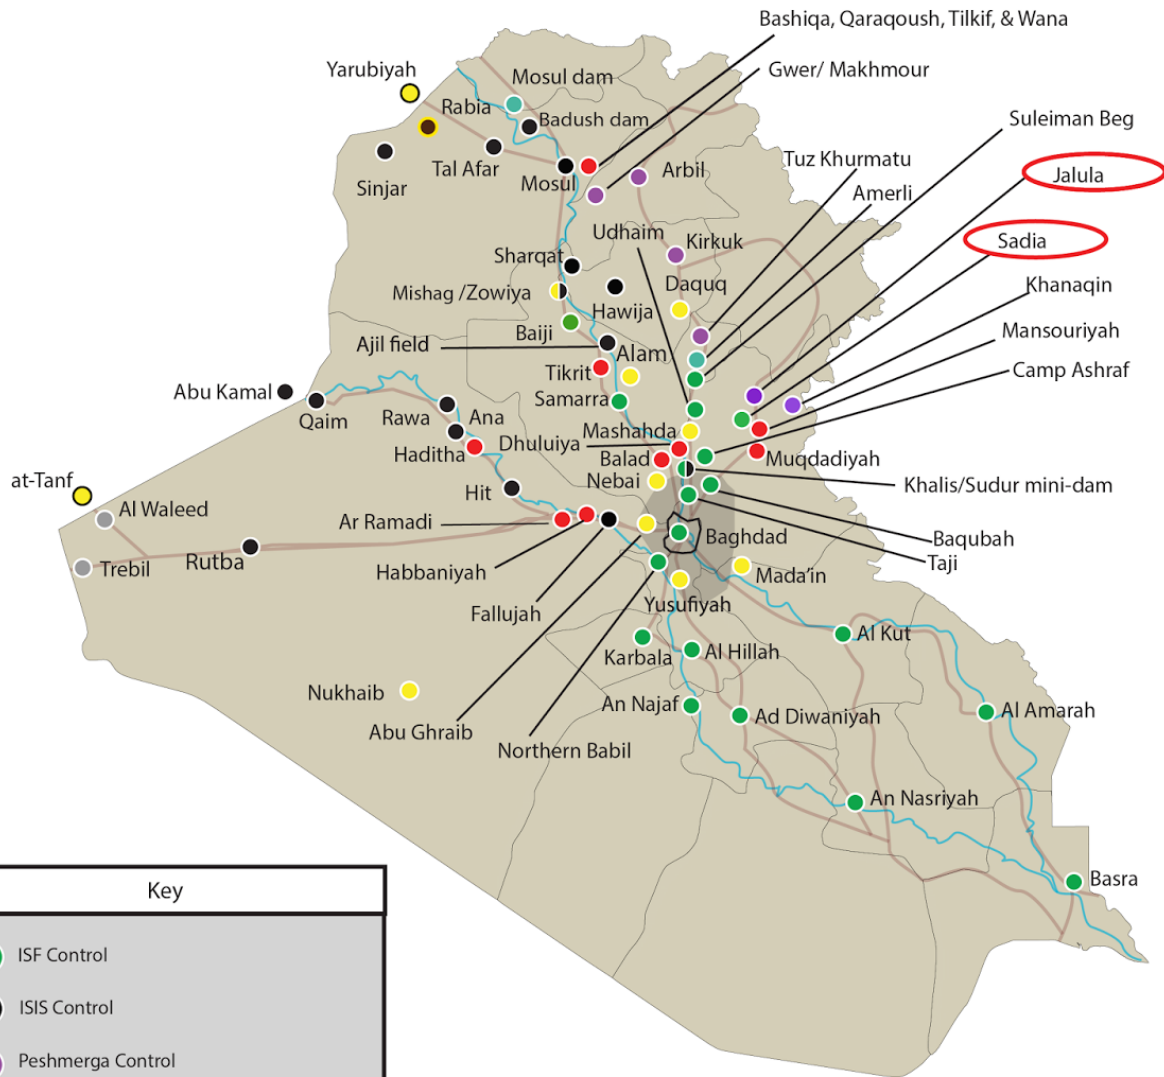 Bashiqa, Qaraqoush, Tilkif, & Wana
Gwer/ Makhmour
Yarubiyah
Mosul dam
Rabia
Badush dam
Suleiman Beg
Tuz Khurmatu
Arbil
Tal Afar
Mosul
Jalula
Sinjar
Amerli
Udhaim
Kirkuk
Sadia
Sharqat
Daquq
Khanaqin
Mishag /Zowiya
Hawija
Baiji
Mansouriyah
Ajil field
Alam
Camp Ashraf
Tikrit
Abu Kamal
Samarra
Qaim
Rawa
Ana
Mashahda
Dhuluiya
Haditha
Balad
Muqdadiyah
at-Tanf
Nebai
Khalis/Sudur mini-dam
Hit
Al Waleed
Ar Ramadi
Baghdad
Baqubah
Rutba
Taji
Trebil
Habbaniyah
Mada'in
Fallujah
Yusufiyah
Al Kut
Karbala
Al Hillah
Nukhaib
An Najaf
Al Amarah
Ad Diwaniyah
Abu Ghraib
Northern Babil
An Nasriyah
Basra
Key
ISF Control
ISIS Control
Peshmerga Control